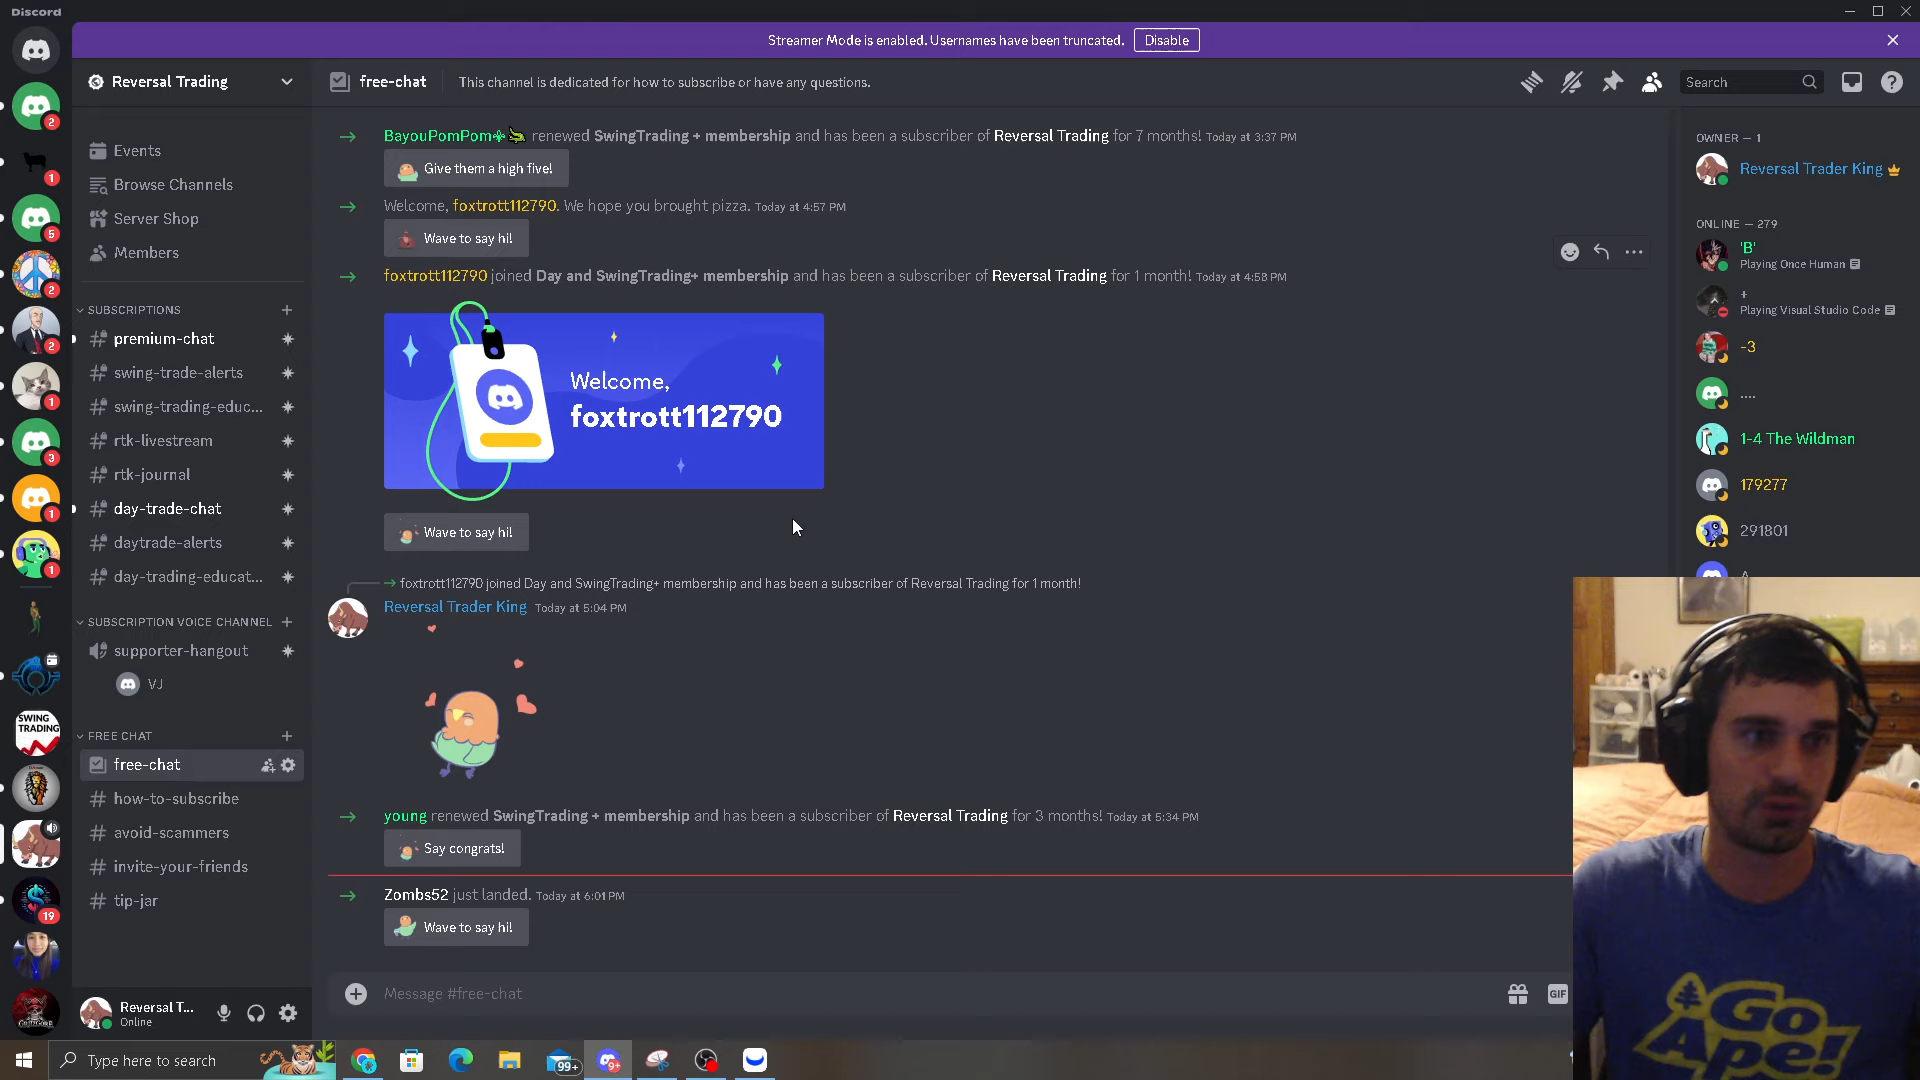 Discord
Streamer Mode is enabled. Usernames have been truncated. Disable
Reversal Trading
free-chat
This channel is dedicated for how to subscribe or have any questions.
Search
Events
Browse Channels
Server Shop
Members
SUBSCRIPTIONS
premium-chat
swing-trade-alerts
swing-trading-educ...
rtk-livestream
rtk-journal
day-trade-chat
daytrade-alerts
day-trading-educat...
SUBSCRIPTION VOICE CHANNEL
supporter-hangout
VJ
FREE CHAT
free-chat
how-to-subscribe
avoid-scammers
invite-your-friends
tip-jar
Reversal T...
Online
2
1
5
2
2
1
3
1
1
SWING
TRADING
19
BayouPomPom⚜🐊 renewed SwingTrading + membership and has been a subscriber of Reversal Trading for 7 months! Today at 3:37 PM
Give them a high five!
Welcome, foxtrott112790. We hope you brought pizza. Today at 4:57 PM
Wave to say hi!
foxtrott112790 joined Day and SwingTrading+ membership and has been a subscriber of Reversal Trading for 1 month! Today at 4:58 PM
Welcome,
foxtrott112790
Wave to say hi!
foxtrott112790 joined Day and SwingTrading+ membership and has been a subscriber of Reversal Trading for 1 month!
Reversal Trader King Today at 5:04 PM
young renewed SwingTrading + membership and has been a subscriber of Reversal Trading for 3 months! Today at 5:34 PM
Say congrats!
Zombs52 just landed. Today at 6:01 PM
Wave to say hi!
Message #free-chat
GIF
OWNER — 1
Reversal Trader King
ONLINE — 279
'B'
Playing Once Human
+
Playing Visual Studio Code
-3
....
1-4 The Wildman
179277
291801
Go
Ape!
Type here to search
99+
9+